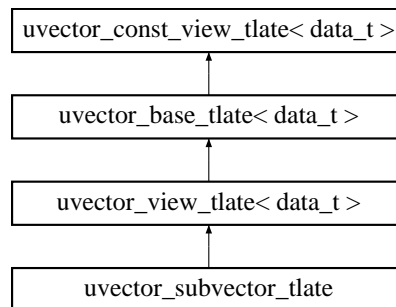 uvector_const_view_tlate< data_t >
uvector_base_tlate< data_t >
uvector_view_tlate< data_t >
uvector_subvector_tlate